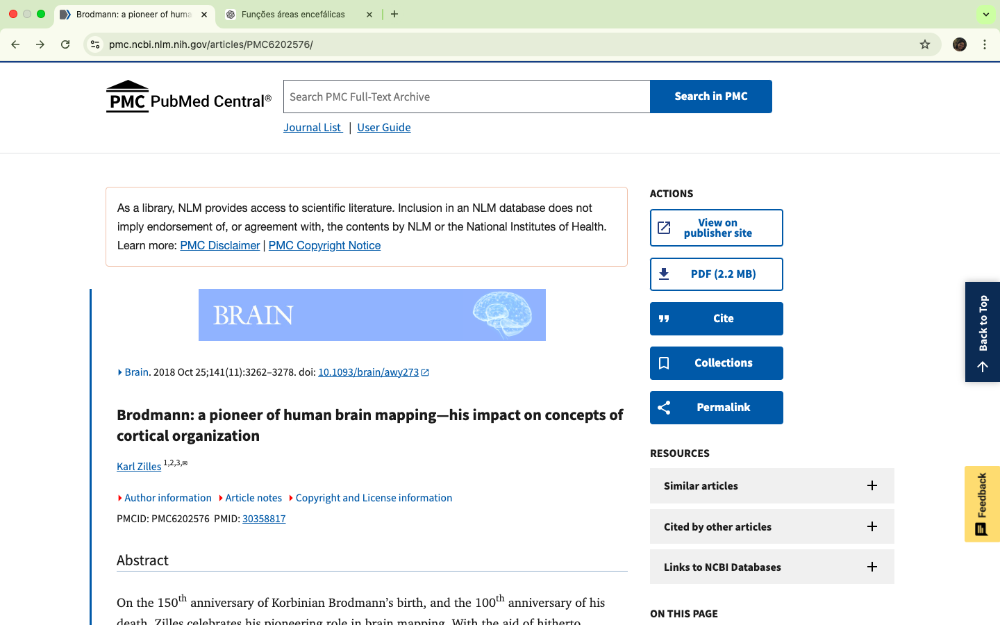 Brodmann: a pioneer of huma
Funções áreas encefálicas
pmc.ncbi.nlm.nih.gov/articles/PMC6202576/
PMC PubMed Central®
Search PMC Full-Text Archive
Search in PMC
Journal List | User Guide
As a library, NLM provides access to scientific literature. Inclusion in an NLM database does not
imply endorsement of, or agreement with, the contents by NLM or the National Institutes of Health.
Learn more: PMC Disclaimer | PMC Copyright Notice
BRAIN
Brain. 2018 Oct 25;141(11):3262–3278. doi: 10.1093/brain/awy273
Brodmann: a pioneer of human brain mapping—his impact on concepts of
cortical organization
Karl Zilles 1,2,3,✉
Author information Article notes Copyright and License information
PMCID: PMC6202576 PMID: 30358817
Abstract
On the 150th anniversary of Korbinian Brodmann’s birth, and the 100th anniversary of his
death, Zilles celebrates his pioneering role in brain mapping. With the aid of hitherto
ACTIONS
View on
publisher site
PDF (2.2 MB)
Cite
Collections
Permalink
RESOURCES
Similar articles
Cited by other articles
Links to NCBI Databases
ON THIS PAGE
Back to Top
Feedback